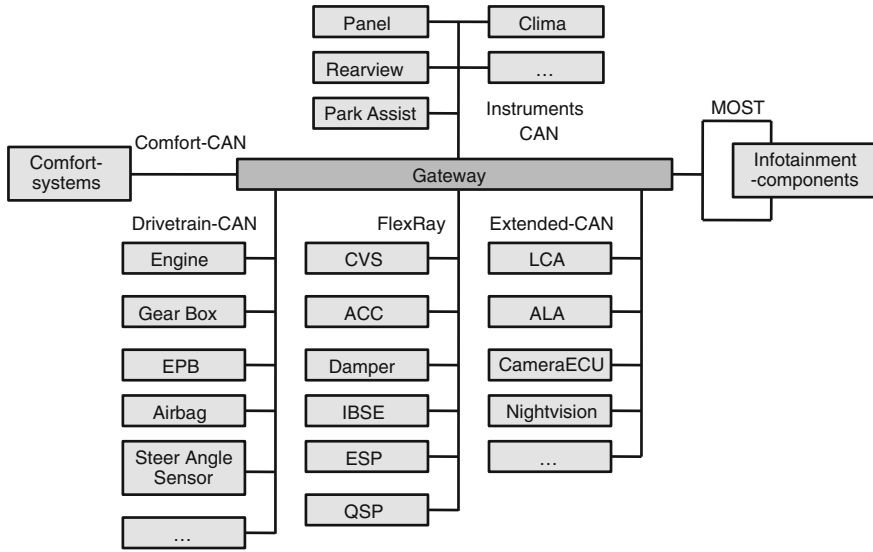 Panel
Clima
Rearview
…
Park Assist
Instruments
CAN
MOST
Comfort-CAN
Comfort-
systems
Gateway
Infotainment
-components
Drivetrain-CAN
FlexRay
Extended-CAN
Engine
CVS
LCA
Gear Box
ACC
ALA
EPB
Damper
CameraECU
Airbag
IBSE
Nightvision
Steer Angle
Sensor
ESP
…
QSP
…